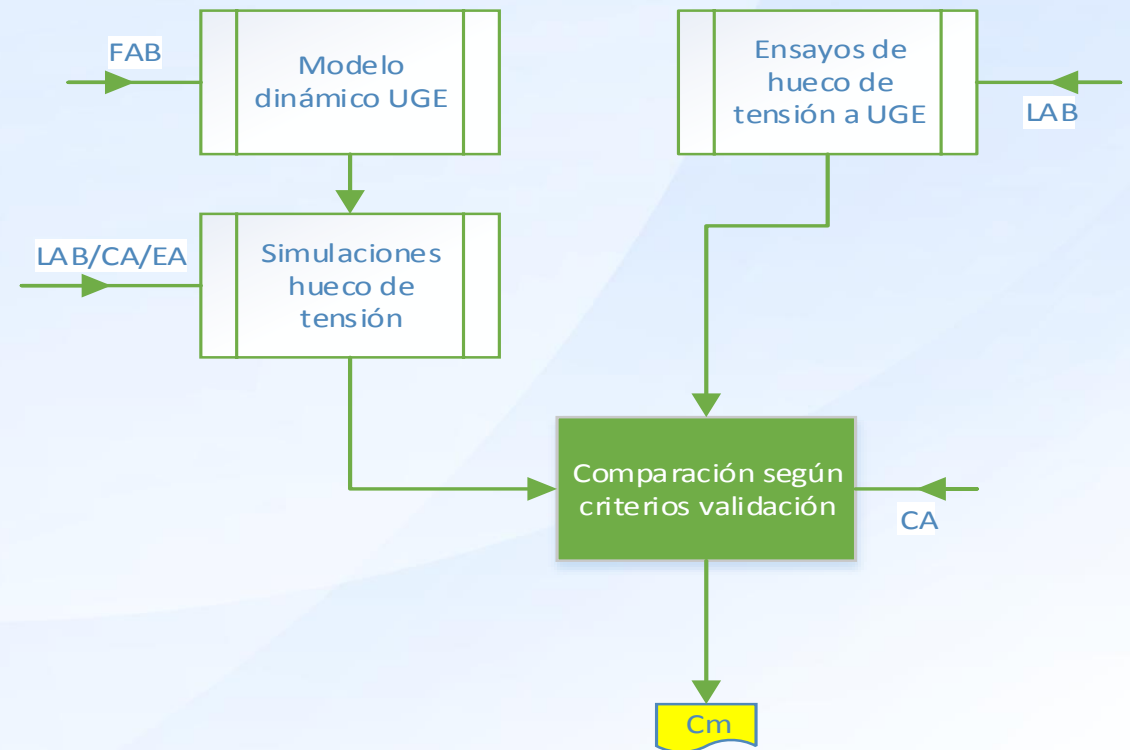 FAB
Modelo
dinámico UGE
Ensayos de
hueco de
tensión a UGE
LAB
LAB/CA/EA
Simulaciones
hueco de
tensión
Comparación según
criterios validación
CA
Cm